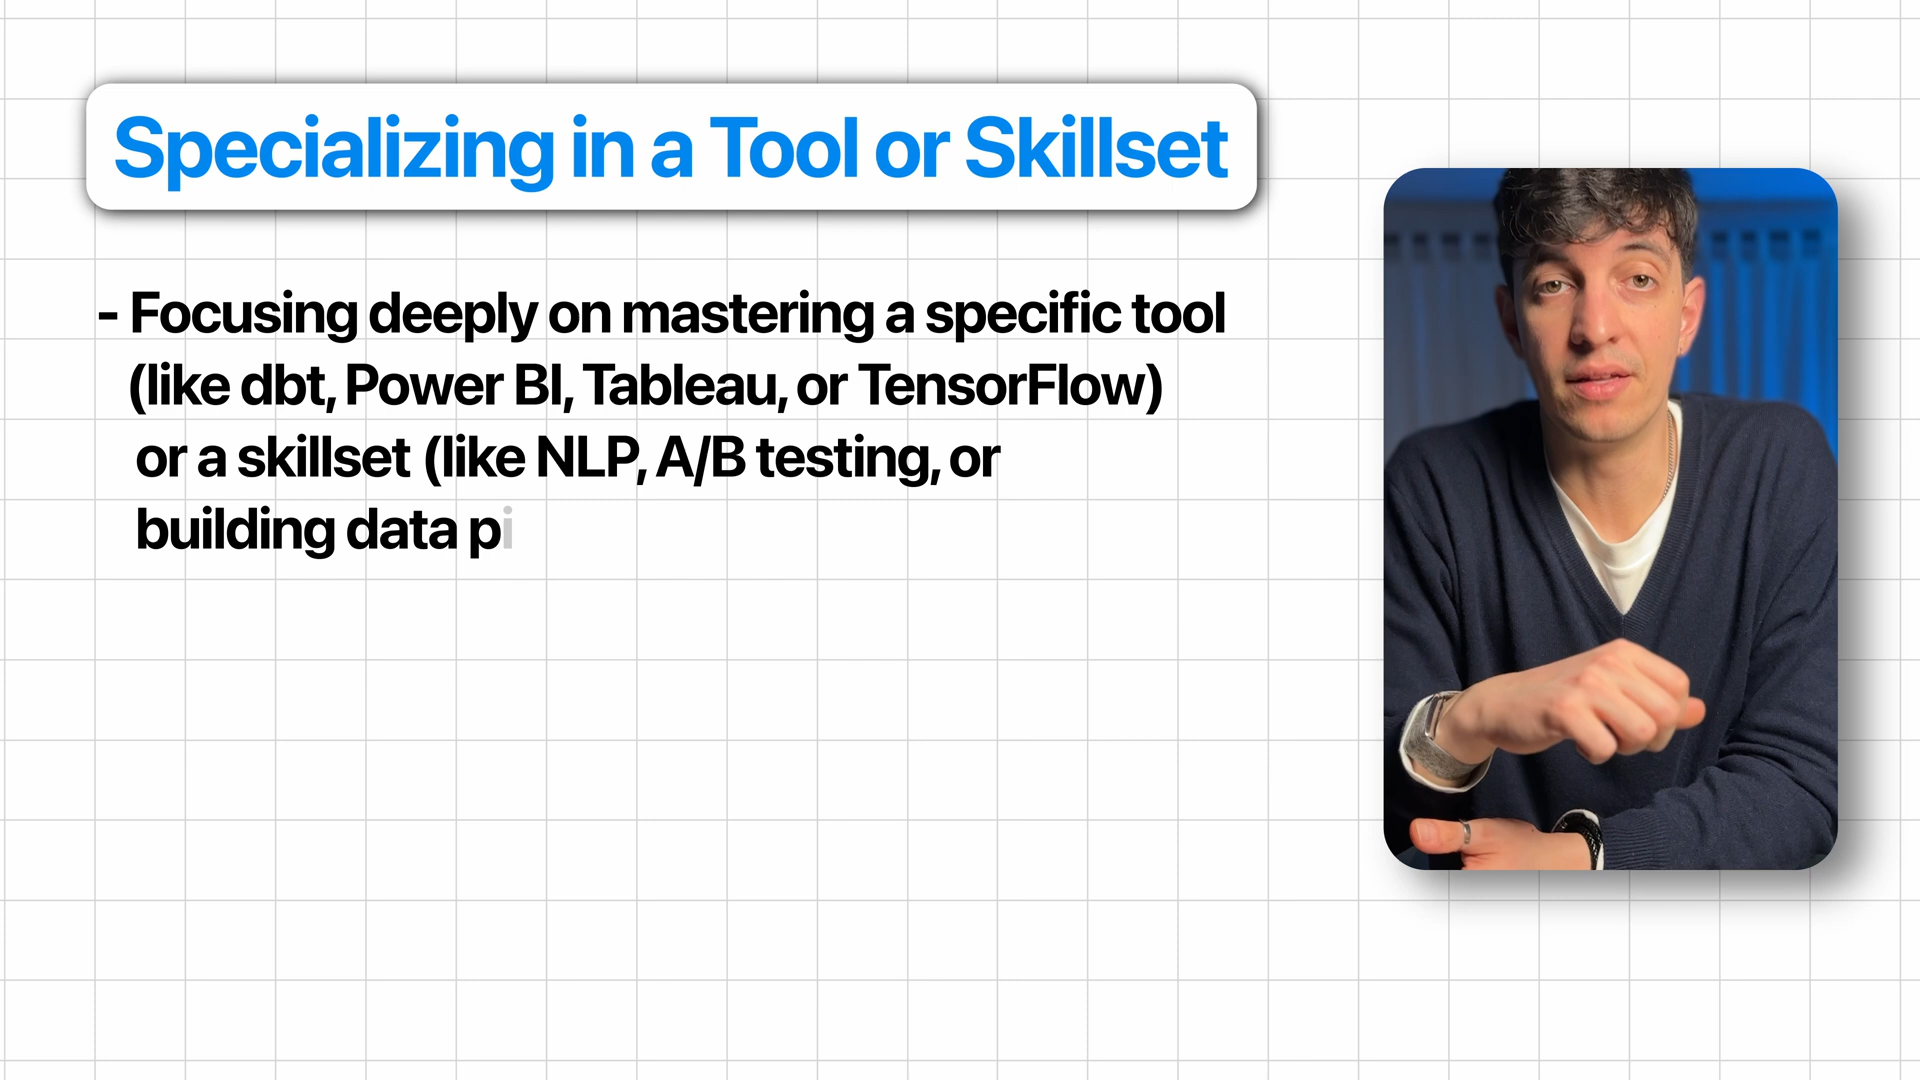 Specializing in a Tool or Skillset
- Focusing deeply on mastering a specific tool
(like dbt, Power BI, Tableau, or TensorFlow)
or a skillset (like NLP, A/B testing, or
building data pi